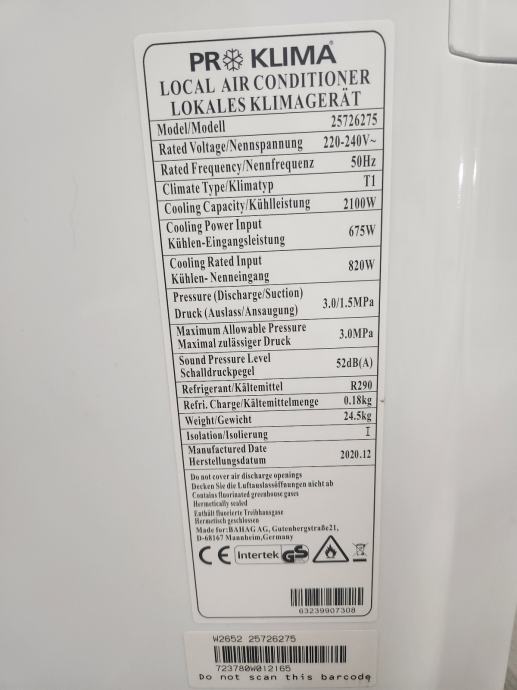 PR❄KLIMA®
LOCAL AIR CONDITIONER
LOKALES KLIMAGERÄT
Model/Modell 25726275
Rated Voltage/Nennspannung 220-240V~
Rated Frequency/Nennfrequenz 50Hz
Climate Type/Klimatyp T1
Cooling Capacity/Kühlleistung 2100W
Cooling Power Input
Kühlen-Eingangsleistung 675W
Cooling Rated Input
Kühlen- Nenneingang 820W
Pressure (Discharge/Suction)
Druck (Auslass/Ansaugung) 3.0/1.5MPa
Maximum Allowable Pressure
Maximal zulässiger Druck 3.0MPa
Sound Pressure Level
Schalldruckpegel 52dB(A)
Refrigerant/Kältemittel R290
Refri. Charge/Kältemittelmenge 0.18kg
Weight/Gewicht 24.5kg
Isolation/Isolierung I
Manufactured Date
Herstellungsdatum 2020.12
Do not cover air discharge openings
Decken Sie die Luftauslassöffnungen nicht ab
Contains fluorinated greenhouse gases
Hermetically sealed
Enthält fluorierte Treibhausgase
Hermetisch geschlossen
Made for:BAHAG AG, Gutenbergstraße21,
D-68167 Mannheim,Germany
CE Intertek GS
63239907308
W2652 25726275
723780W012165
Do not scan this barcode